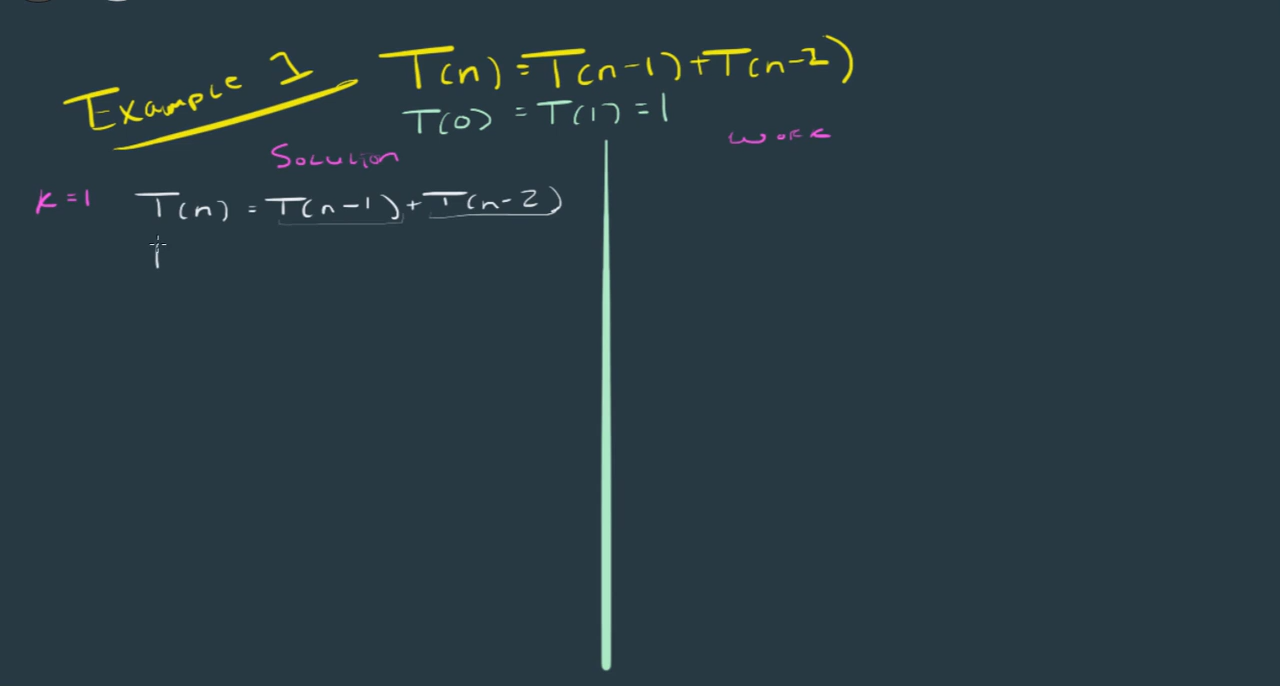 Example 1 T(n) = T(n-1)+T(n-2)
T(0) = T(1) = 1
Solution
Work
K=1 T(n) = T(n-1)+T(n-2)
T